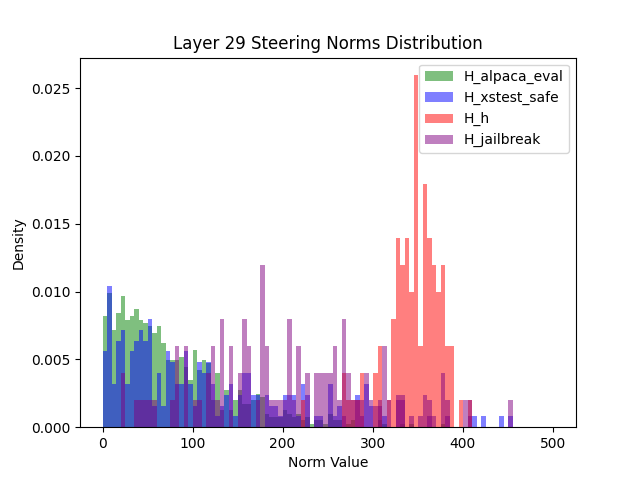 Layer 29 Steering Norms Distribution
H_alpaca_eval
H_xstest_safe
H_h
H_jailbreak
0.025
0.020
0.015
0.010
0.005
0.000
Density
0 100 200 300 400 500
Norm Value